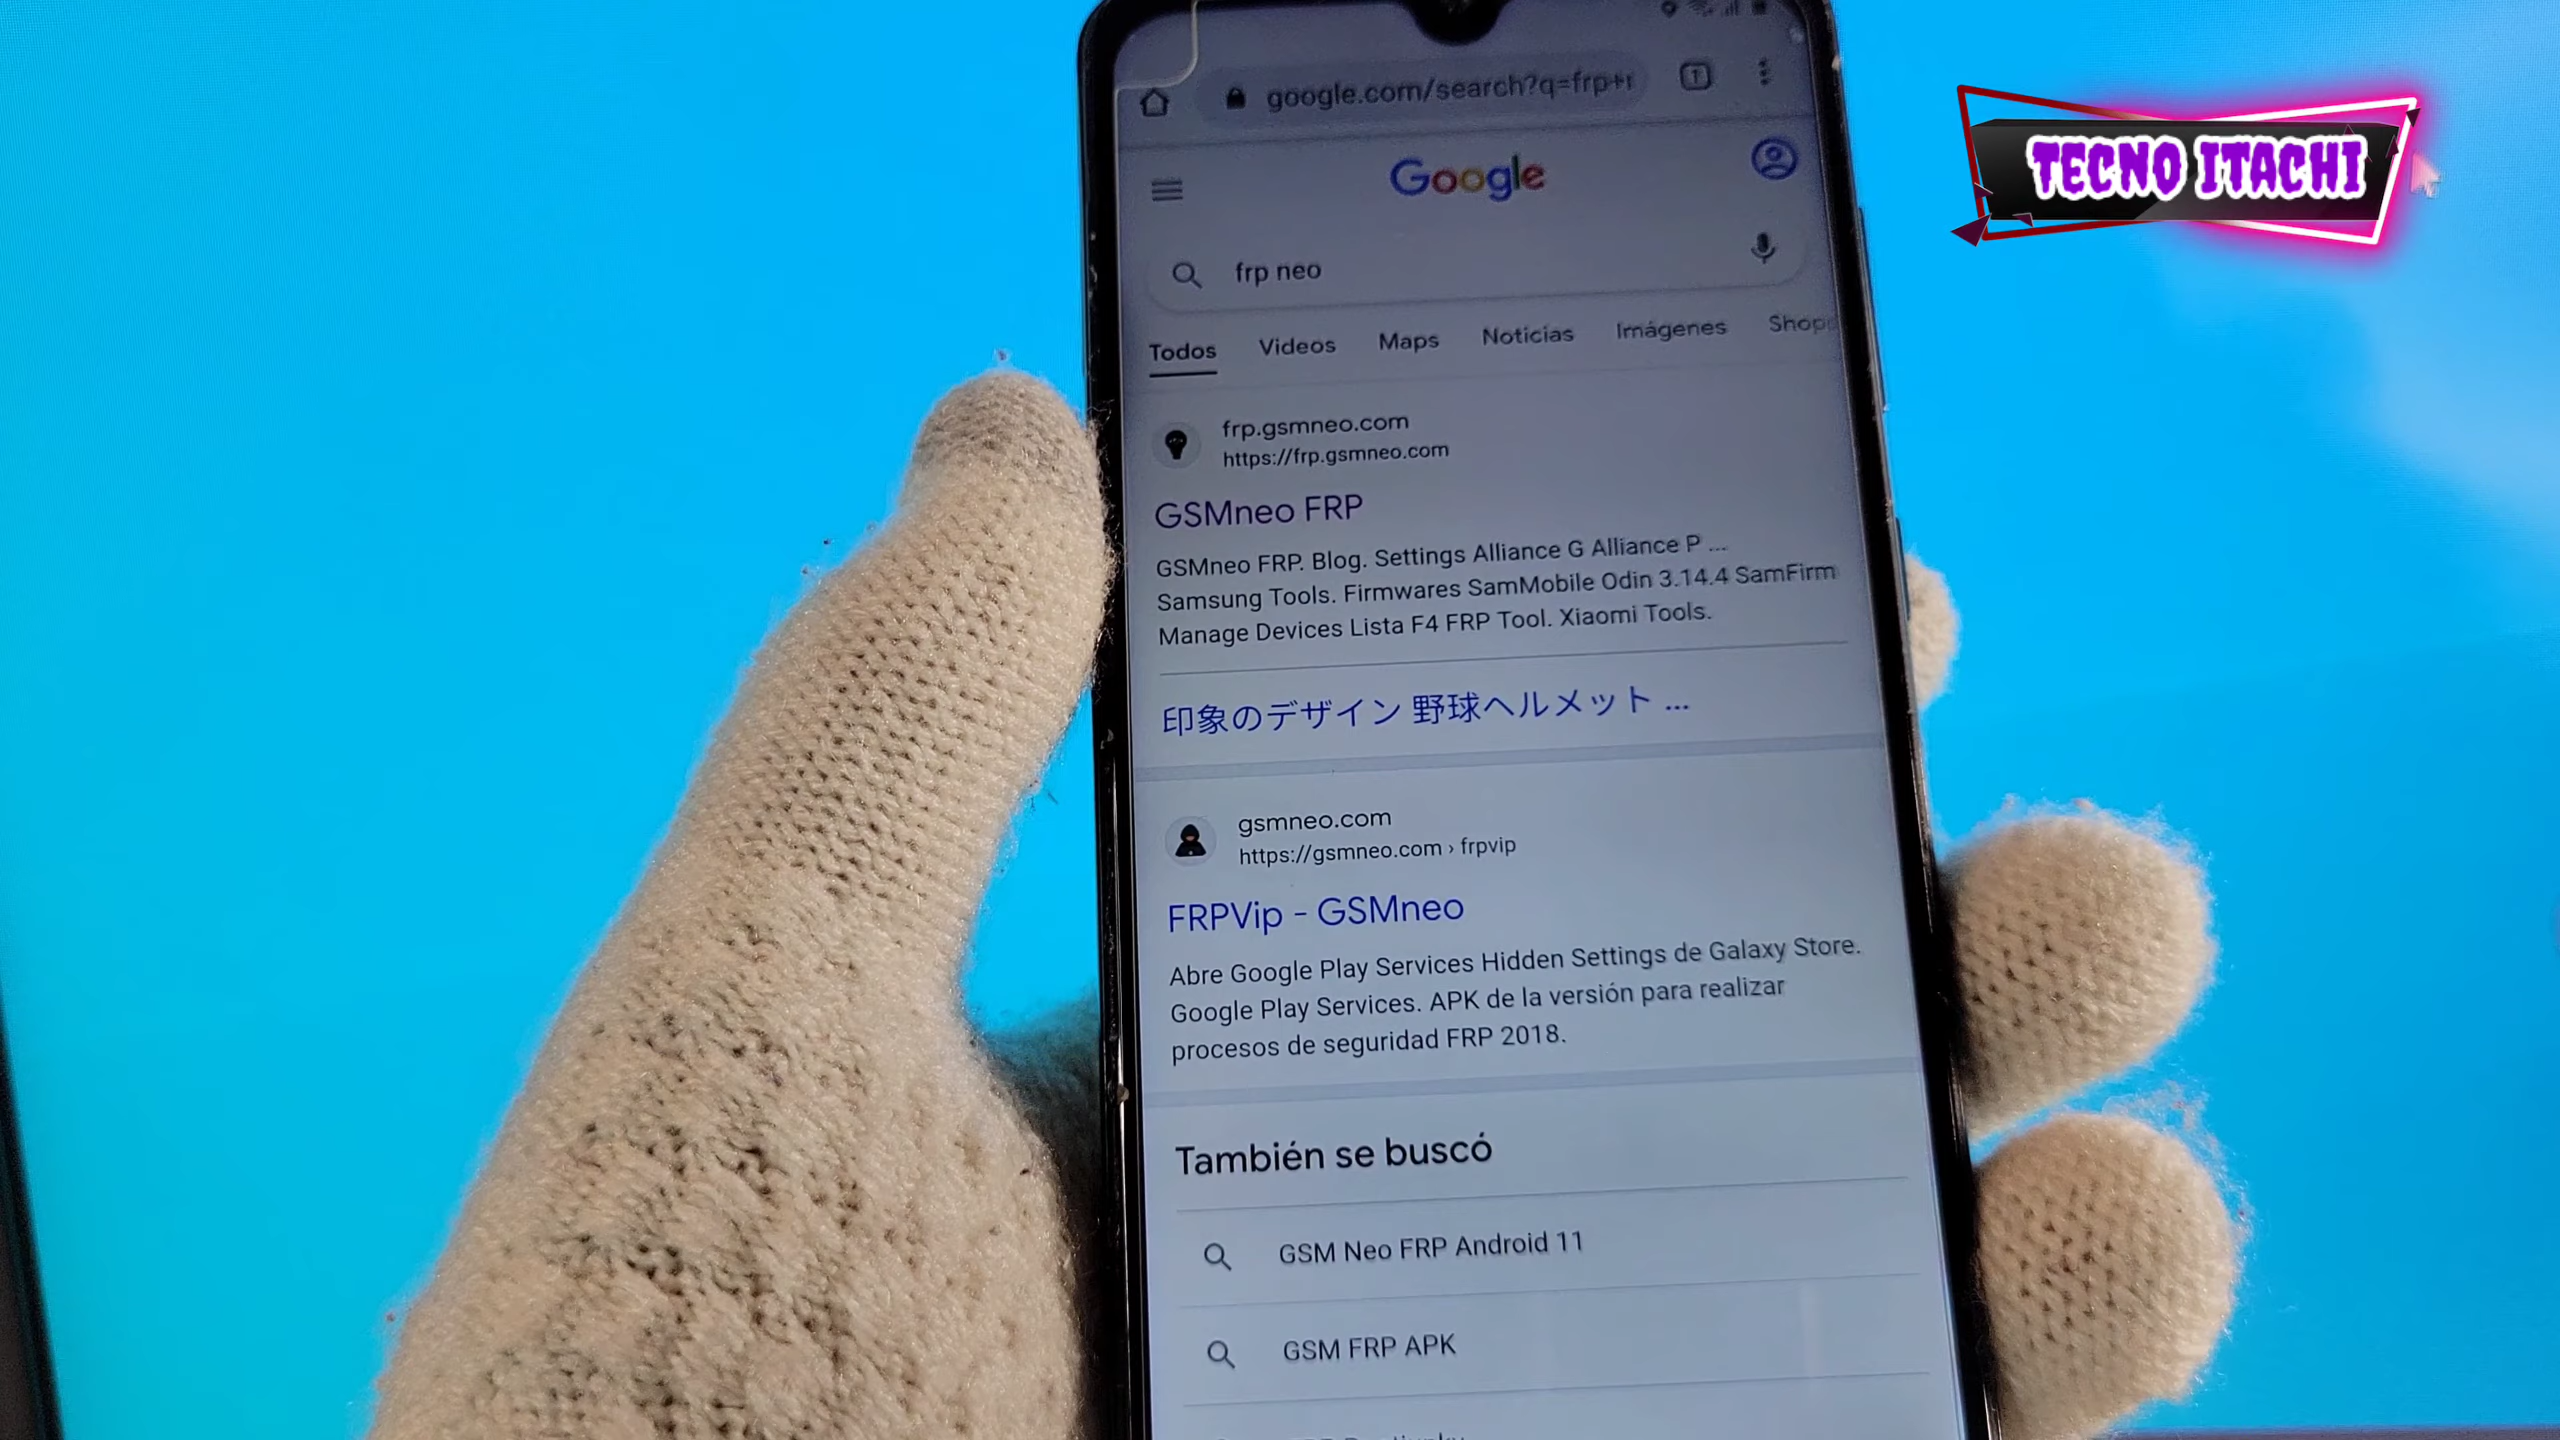 google.com/search?q=frp+
TECNO ITACHI
Google
frp neo
Todos Videos Maps Noticias Imágenes Shop
frp.gsmneo.com
https://frp.gsmneo.com
GSMneo FRP
GSMneo FRP. Blog. Settings Alliance G Alliance P ...
Samsung Tools. Firmwares SamMobile Odin 3.14.4 SamFirm
Manage Devices Lista F4 FRP Tool. Xiaomi Tools.
印象のデザイン 野球ヘルメット ...
gsmneo.com
https://gsmneo.com › frpvip
FRPVip - GSMneo
Abre Google Play Services Hidden Settings de Galaxy Store.
Google Play Services. APK de la versión para realizar
procesos de seguridad FRP 2018.
También se buscó
GSM Neo FRP Android 11
GSM FRP APK